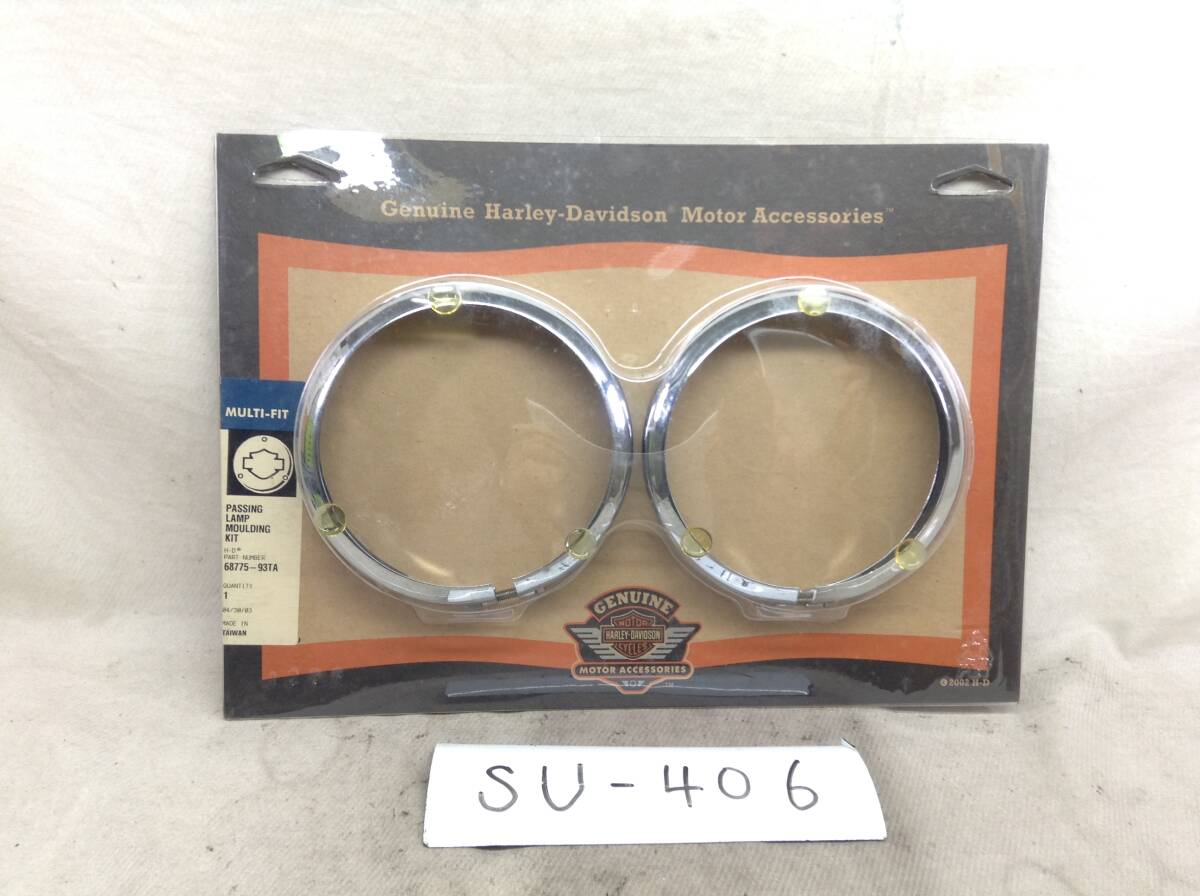 Genuine Harley-Davidson Motor Accessories™
MULTI-FIT
PASSING
LAMP
MOULDING
KIT
H-D®
PART NUMBER
68775-93TA
QUANTITY
1
04/30/03
MADE IN
TAIWAN
GENUINE
MOTOR
HARLEY-DAVIDSON
CYCLES
MOTOR ACCESSORIES
™
© 2002 H-D
SU-406